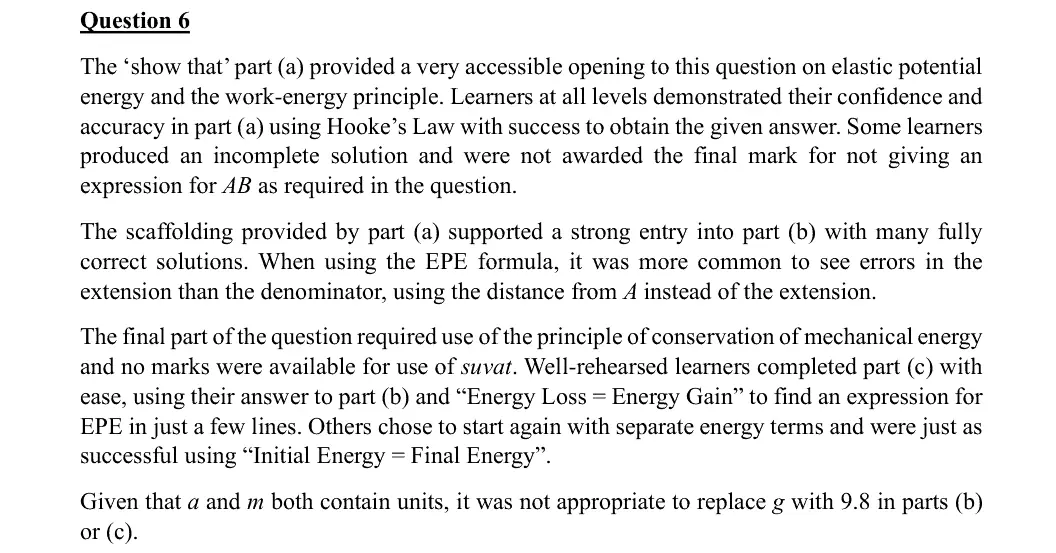 Question 6
The ‘show that’ part (a) provided a very accessible opening to this question on elastic potential
energy and the work-energy principle. Learners at all levels demonstrated their confidence and
accuracy in part (a) using Hooke’s Law with success to obtain the given answer. Some learners
produced an incomplete solution and were not awarded the final mark for not giving an
expression for AB as required in the question.
The scaffolding provided by part (a) supported a strong entry into part (b) with many fully
correct solutions. When using the EPE formula, it was more common to see errors in the
extension than the denominator, using the distance from A instead of the extension.
The final part of the question required use of the principle of conservation of mechanical energy
and no marks were available for use of suvat. Well-rehearsed learners completed part (c) with
ease, using their answer to part (b) and “Energy Loss = Energy Gain” to find an expression for
EPE in just a few lines. Others chose to start again with separate energy terms and were just as
successful using “Initial Energy = Final Energy”.
Given that a and m both contain units, it was not appropriate to replace g with 9.8 in parts (b)
or (c).